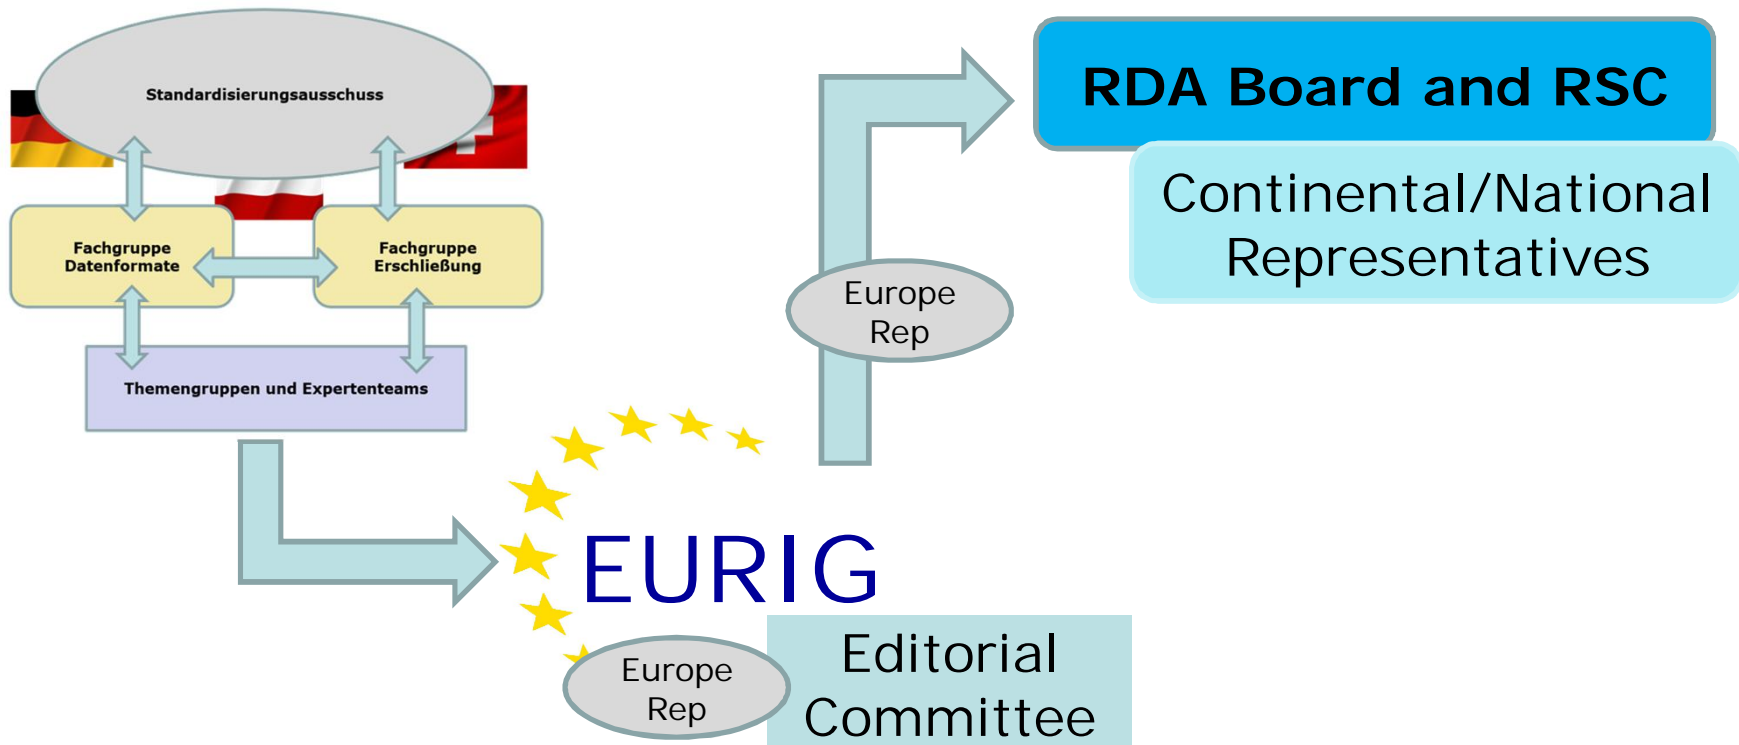 Standardisierungsausschuss
Fachgruppe
Datenformate
Fachgruppe
Erschließung
Themengruppen und Expertenteams
RDA Board and RSC
Continental/National
Representatives
Europe
Rep
EURIG
Europe
Rep
Editorial
Committee